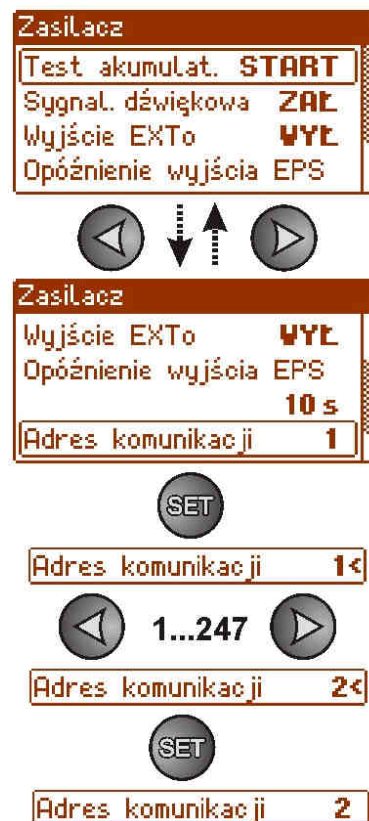 Zasilacz
Test akumulat. START
Sygnal. dźwiękowa ZAŁ
Wyjście EXTo WYŁ
Opóźnienie wyjścia EPS
Zasilacz
Wyjście EXTo WYŁ
Opóźnienie wyjścia EPS
10 s
Adres komunikacji 1
SET
Adres komunikacji 1<
1...247
Adres komunikacji 2<
SET
Adres komunikacji 2